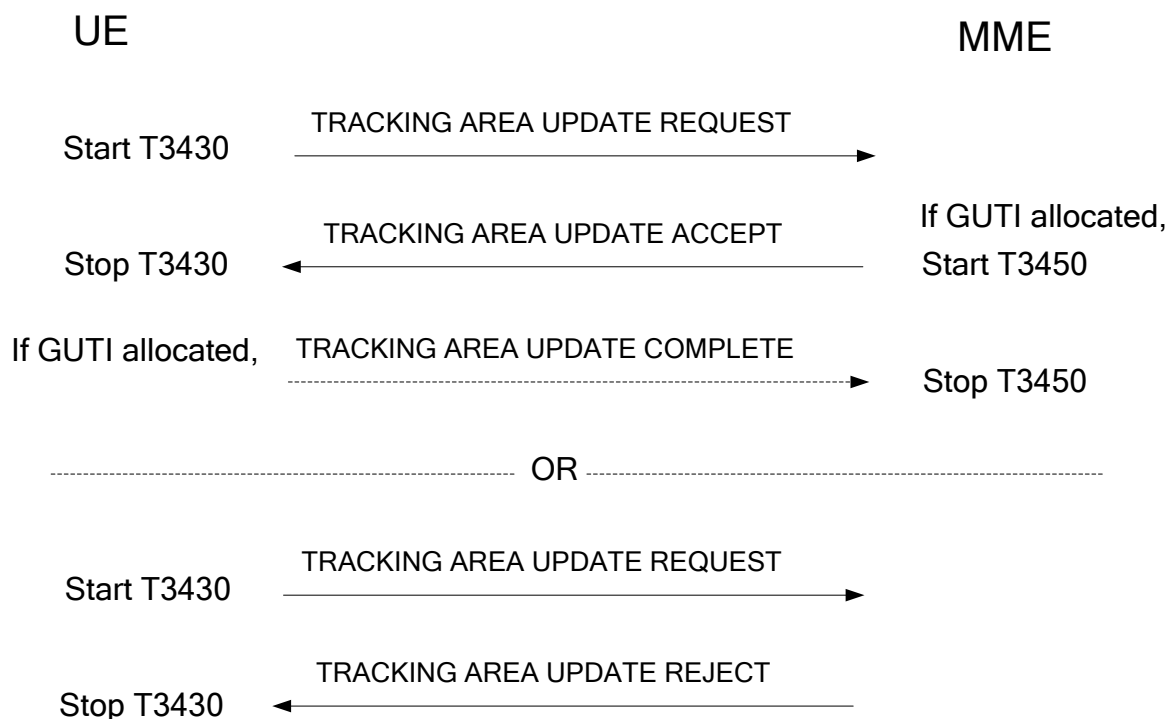 UE
MME
TRACKING AREA UPDATE REQUEST
Start T3430
If GUTI allocated,
TRACKING AREA UPDATE ACCEPT
Stop T3430
Start T3450
If GUTI allocated,
TRACKING AREA UPDATE COMPLETE
Stop T3450
OR
TRACKING AREA UPDATE REQUEST
Start T3430
TRACKING AREA UPDATE REJECT
Stop T3430